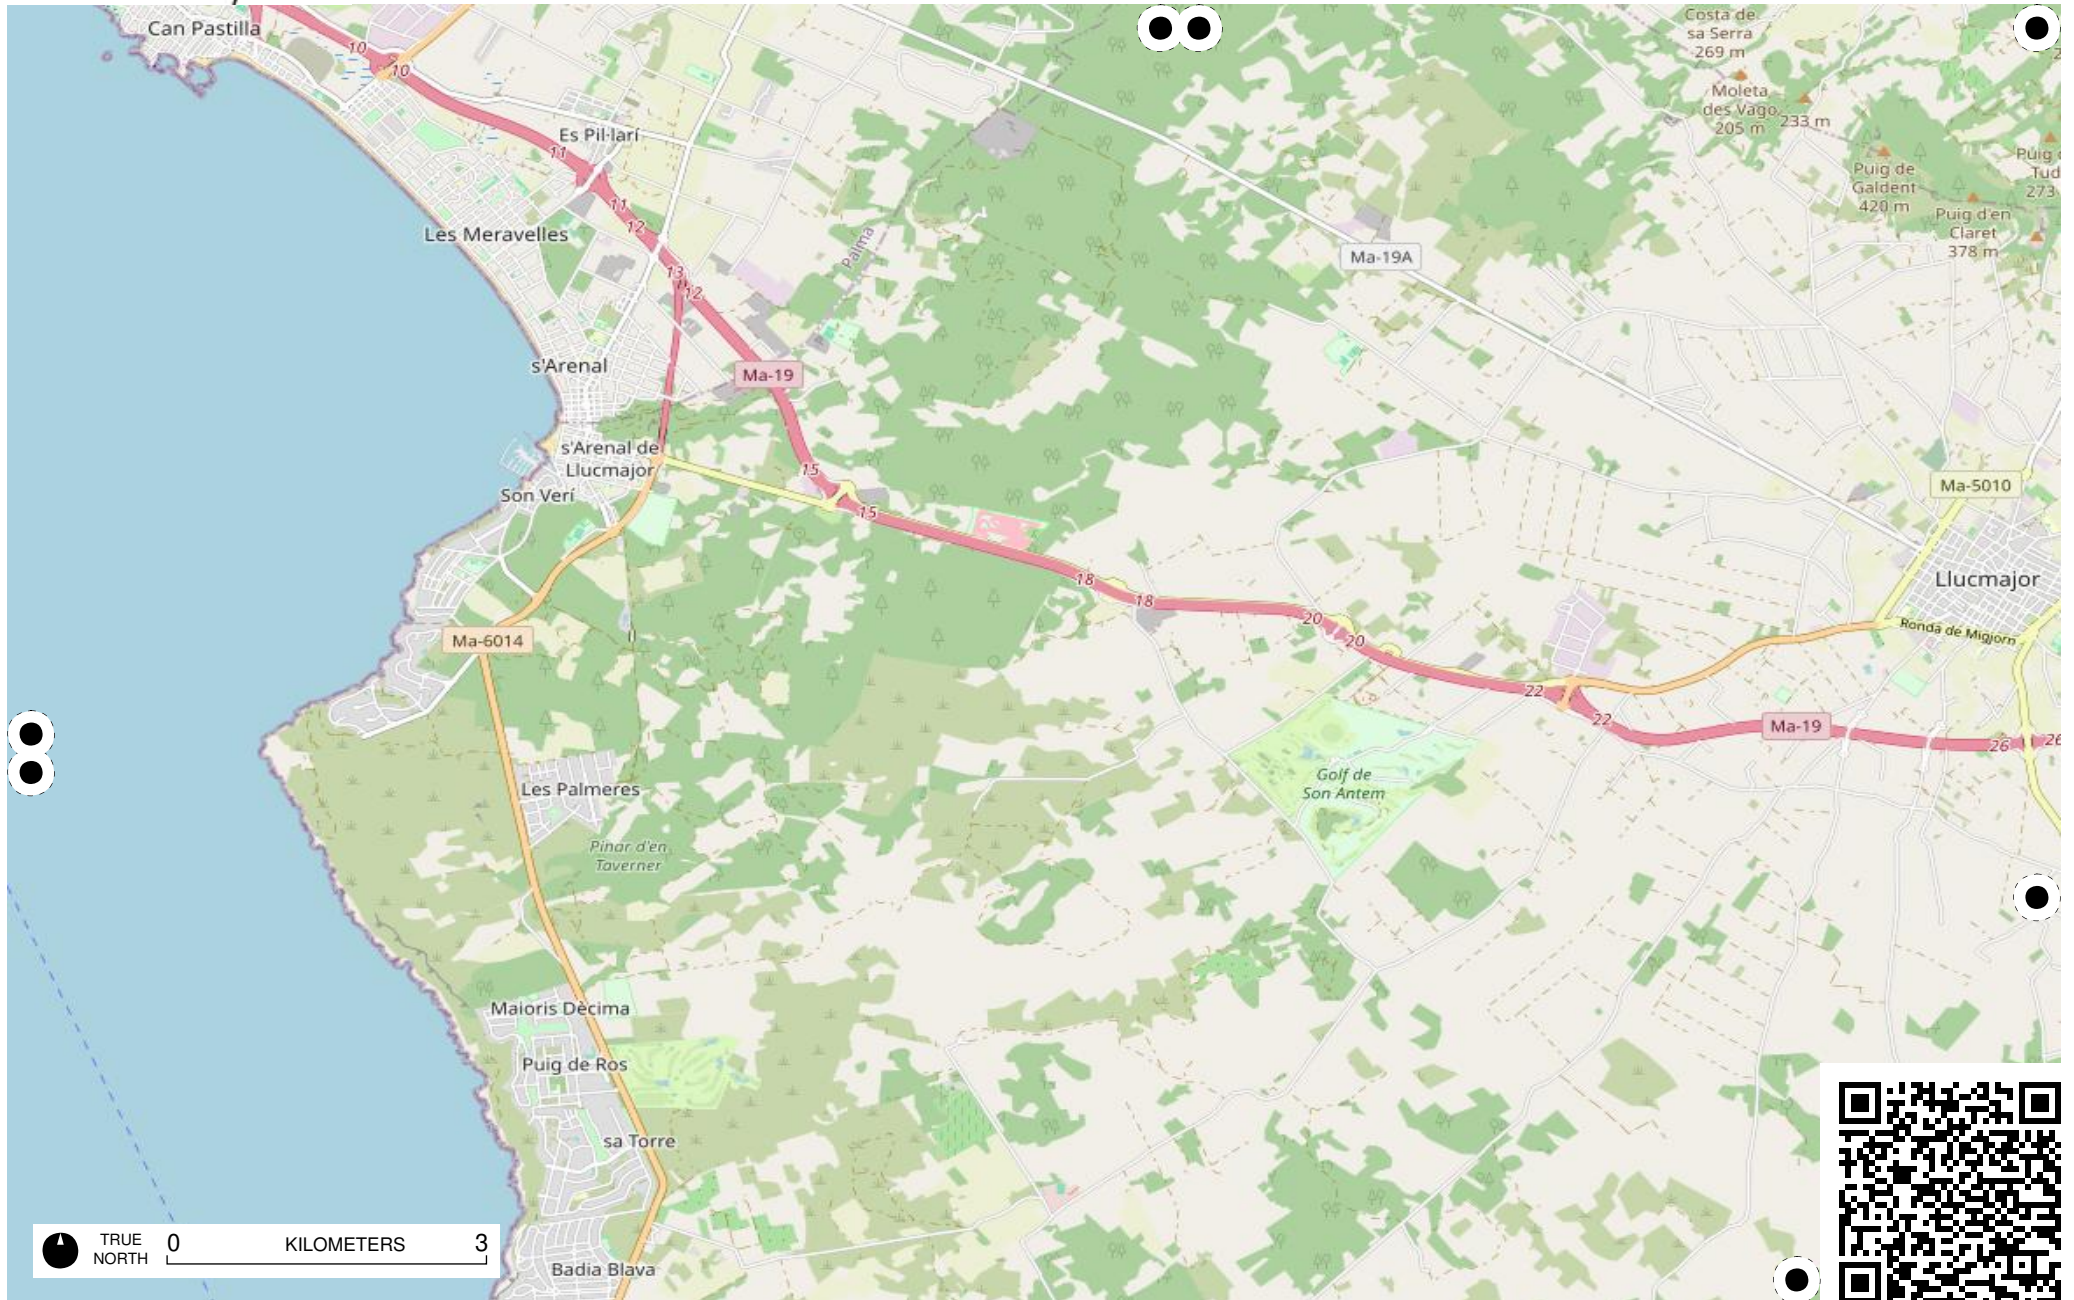 Can Pastilla
10
10
Costa de
sa Serra
269 m
Moleta
des Vago
205 m
233 m
Es Pil·larí
11
Puig de
Galdent
420 m
Puig
Tud
273
11
12
Les Meravelles
Puig d'en
Claret
378 m
Palma
Ma-19A
13
12
s'Arenal
Ma-19
s'Arenal de
Llucmajor
15
Son Verí
15
Ma-5010
18
18
Llucmajor
20
20
Ronda de Migjorn
Ma-6014
22
22
Ma-19
26
26
Les Palmeres
Golf de
Son Antem
Pinar d'en
Taverner
Maioris Dècima
Puig de Ros
sa Torre
TRUE
NORTH
0 KILOMETERS 3
Badia Blava